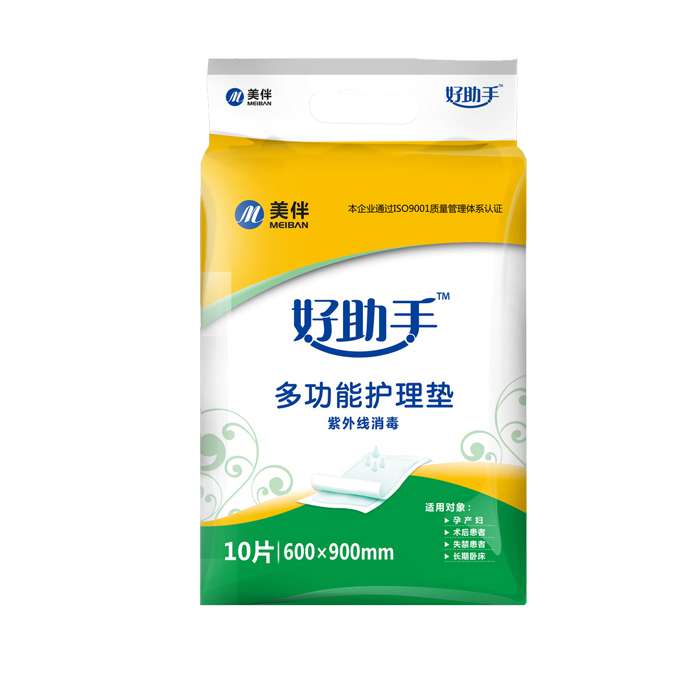 美伴
MEIBAN
好助手™
美伴
MEIBAN
本企业通过ISO9001质量管理体系认证
好助手™
多功能护理垫
紫外线消毒
适用对象：
孕产妇
术后患者
失禁患者
长期卧床
10片|600×900mm